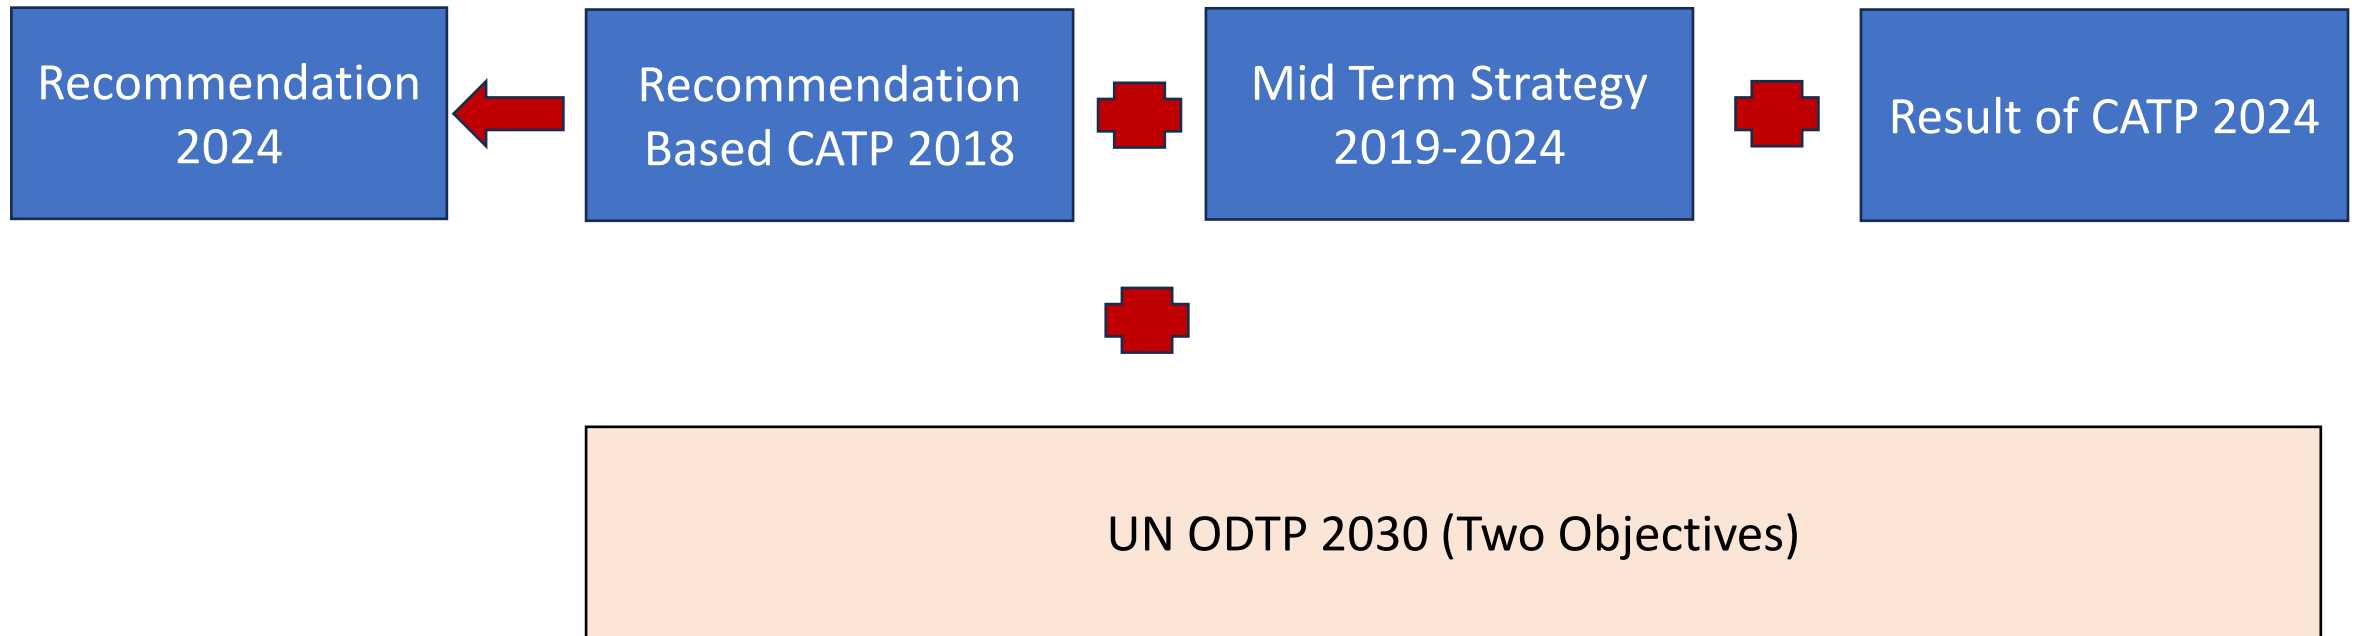 Recommendation
2024
Recommendation
Based CATP 2018
Mid Term Strategy
2019-2024
Result of CATP 2024
UN ODTP 2030 (Two Objectives)